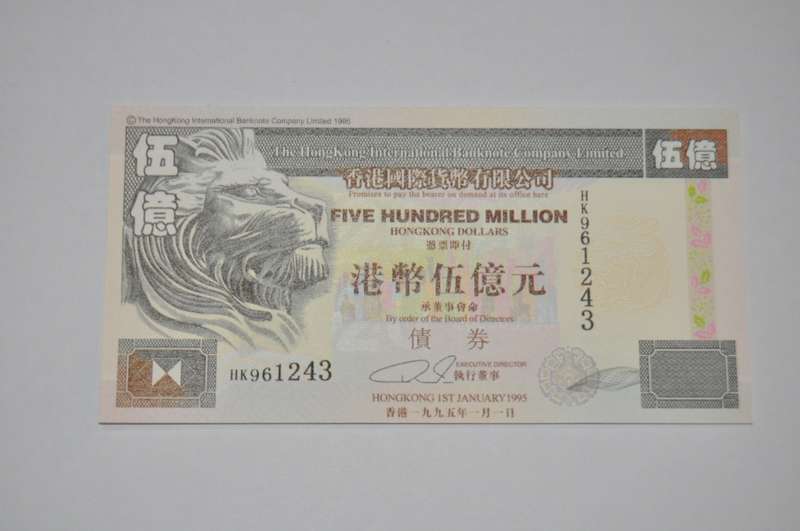 © The HongKong International Banknote Company Limited 1995
伍億
The HongKong International Banknote Company Limited
伍億
香港國際貨幣有限公司
Promises to pay the bearer on demand at its office here
FIVE HUNDRED MILLION
HONGKONG DOLLARS
憑票即付
HK961243
港幣伍億元
承董事會命
By order of the Board of Directors
債券
HK961243
EXECUTIVE DIRECTOR
執行董事
HONGKONG 1ST JANUARY 1995
香港一九九五年一月一日